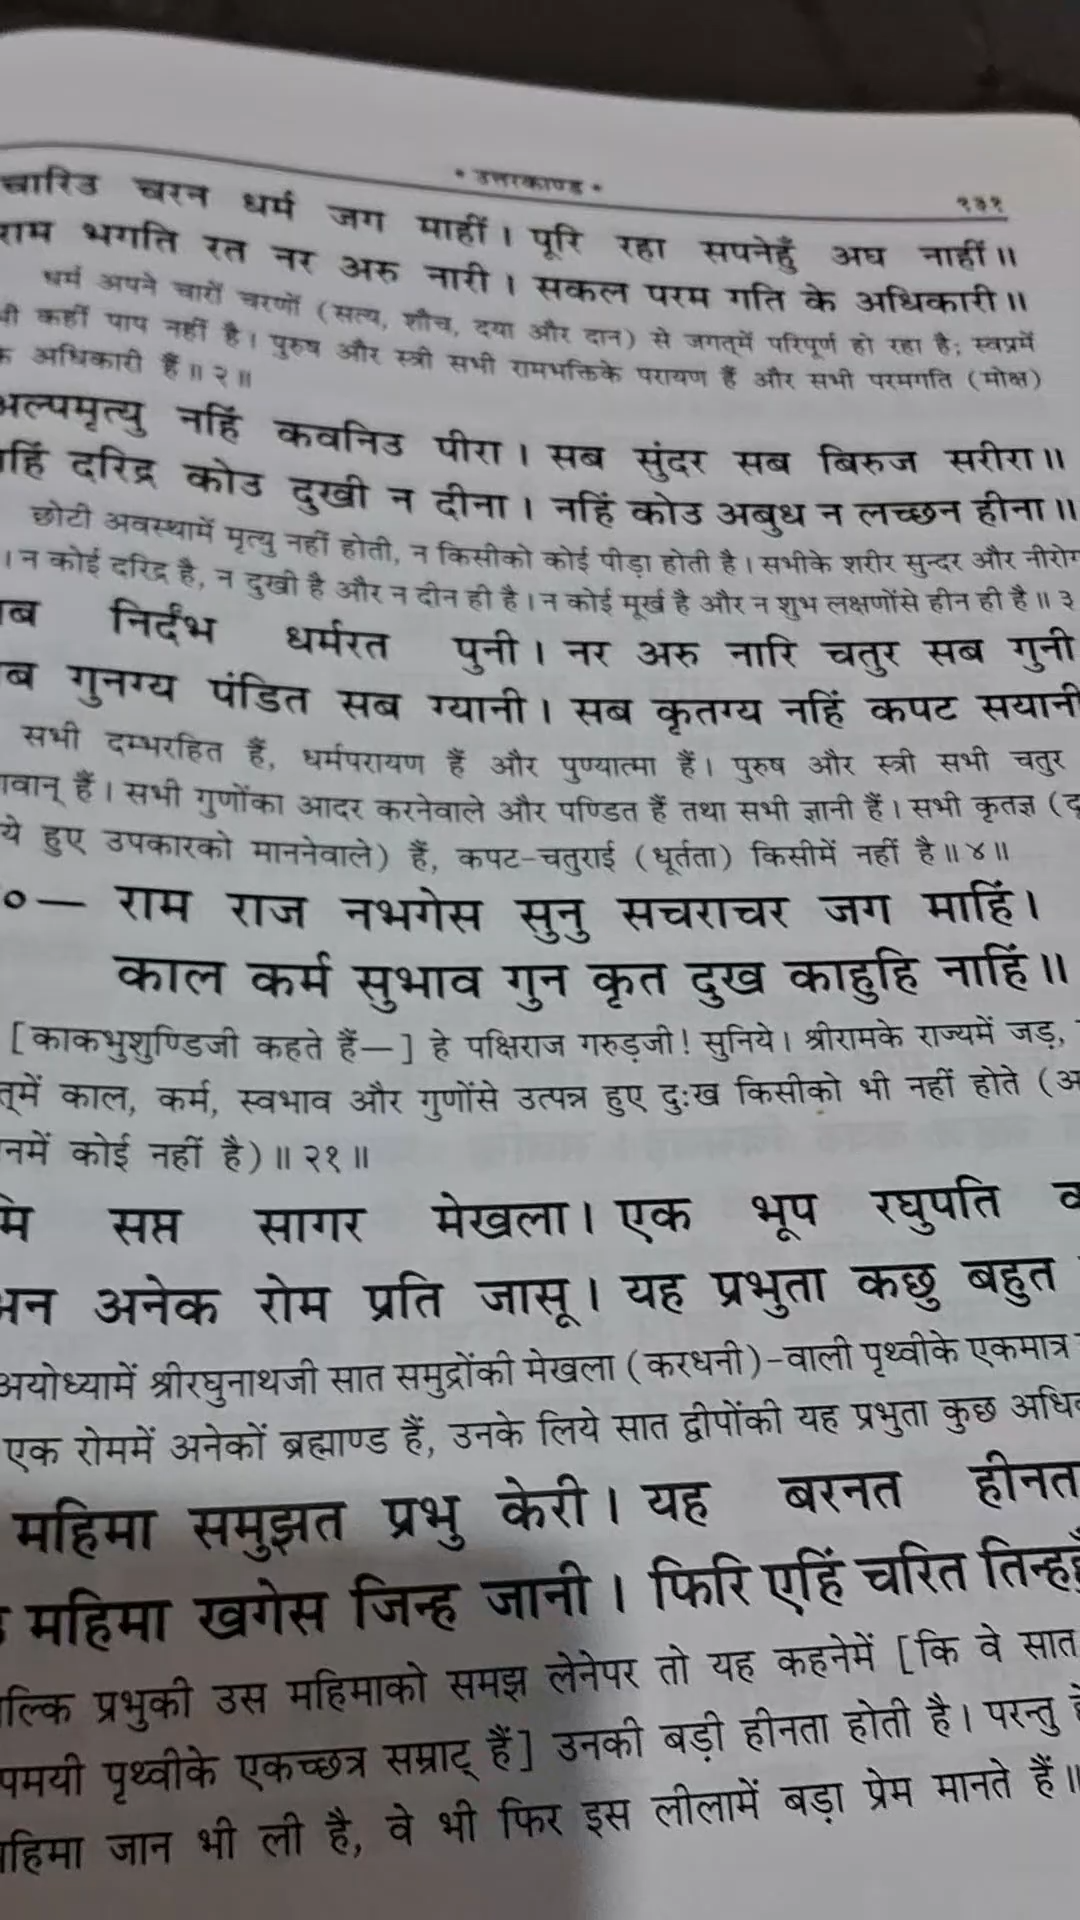 • उत्तरकाण्ड •
चारिउ चरन धर्म जग माहीं। पूरि रहा सपनेहुँ अघ नाहीं॥
राम भगति रत नर अरु नारी। सकल परम गति के अधिकारी॥
धर्म अपने चारों चरणों (सत्य, शौच, दया और दान) से जगत्‌में परिपूर्ण हो रहा है; स्वप्नमें
भी कहीं पाप नहीं है। पुरुष और स्त्री सभी रामभक्तिके परायण हैं और सभी परमगति (मोक्ष)
के अधिकारी हैं॥२॥
अल्पमृत्यु नहिं कवनिउ पीरा। सब सुंदर सब बिरुज सरीरा॥
नहिं दरिद्र कोउ दुखी न दीना। नहिं कोउ अबुध न लच्छन हीना॥
छोटी अवस्थामें मृत्यु नहीं होती, न किसीको कोई पीड़ा होती है। सभीके शरीर सुन्दर और नीरोग
। न कोई दरिद्र है, न दुखी है और न दीन ही है। न कोई मूर्ख है और न शुभ लक्षणोंसे हीन ही है॥३
ब निर्दंभ धर्मरत पुनी। नर अरु नारि चतुर सब गुनी
ब गुनग्य पंडित सब ग्यानी। सब कृतग्य नहिं कपट सयानी
सभी दम्भरहित हैं, धर्मपरायण हैं और पुण्यात्मा हैं। पुरुष और स्त्री सभी चतुर
वान् हैं। सभी गुणोंका आदर करनेवाले और पण्डित हैं तथा सभी ज्ञानी हैं। सभी कृतज्ञ (दू
ये हुए उपकारको माननेवाले) हैं, कपट-चतुराई (धूर्तता) किसीमें नहीं है॥४॥
०— राम राज नभगेस सुनु सचराचर जग माहिं।
काल कर्म सुभाव गुन कृत दुख काहुहि नाहिं॥
[काकभुशुण्डिजी कहते हैं—] हे पक्षिराज गरुड़जी! सुनिये। श्रीरामके राज्यमें जड़,
त्‌में काल, कर्म, स्वभाव और गुणोंसे उत्पन्न हुए दुःख किसीको भी नहीं होते (अ
नमें कोई नहीं है)॥२१॥
मि सप्त सागर मेखला। एक भूप रघुपति
अन अनेक रोम प्रति जासू। यह प्रभुता कछु बहुत
अयोध्यामें श्रीरघुनाथजी सात समुद्रोंकी मेखला (करधनी)-वाली पृथ्वीके एकमात्र
एक रोममें अनेकों ब्रह्माण्ड हैं, उनके लिये सात द्वीपोंकी यह प्रभुता कुछ अधि
महिमा समुझत प्रभु केरी। यह बरनत हीनत
महिमा खगेस जिन्ह जानी। फिरि एहिं चरित तिन्हहुँ
ल्कि प्रभुकी उस महिमाको समझ लेनेपर तो यह कहनेमें [कि वे सात
पमयी पृथ्वीके एकच्छत्र सम्राट् हैं] उनकी बड़ी हीनता होती है। परन्तु
हिमा जान भी ली है, वे भी फिर इस लीलामें बड़ा प्रेम मानते हैं॥